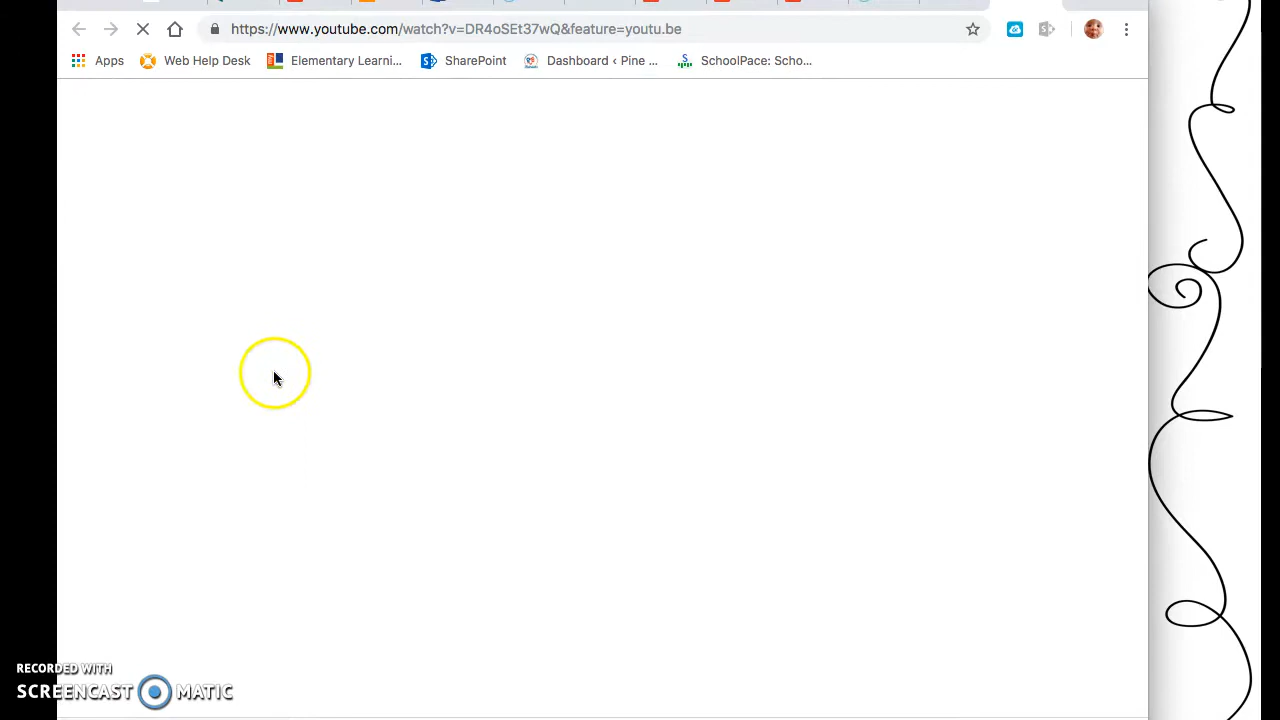 https://www.youtube.com/watch?v=DR4oSEt37wQ&feature=youtu.be
Apps Web Help Desk Elementary Learni... SharePoint Dashboard ‹ Pine ... SchoolPace: Scho...
RECORDED WITH
SCREENCAST MATIC